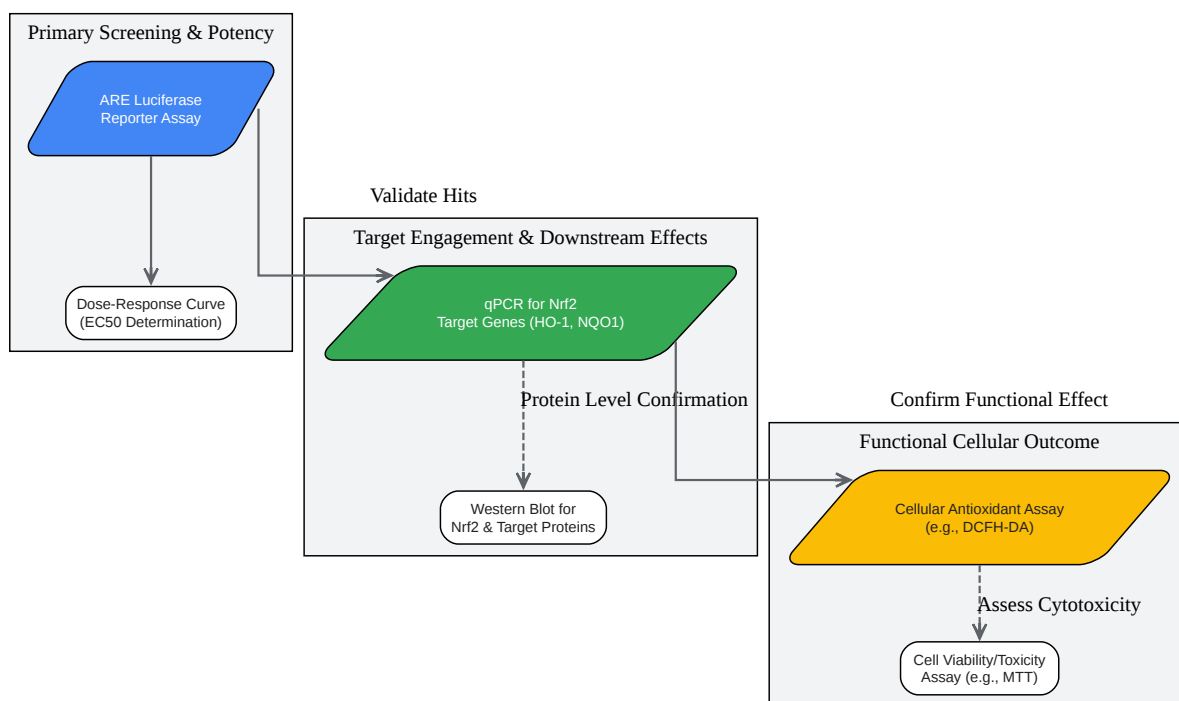 Primary Screening & Potency
ARE Luciferase
Reporter Assay
Dose-Response Curve
(EC50 Determination)
Validate Hits
Target Engagement & Downstream Effects
qPCR for Nrf2
Target Genes (HO-1, NQO1)
Protein Level Confirmation
Western Blot for
Nrf2 & Target Proteins
Confirm Functional Effect
Functional Cellular Outcome
Cellular Antioxidant Assay
(e.g., DCFH-DA)
Assess Cytotoxicity
Cell Viability/Toxicity
Assay (e.g., MTT)